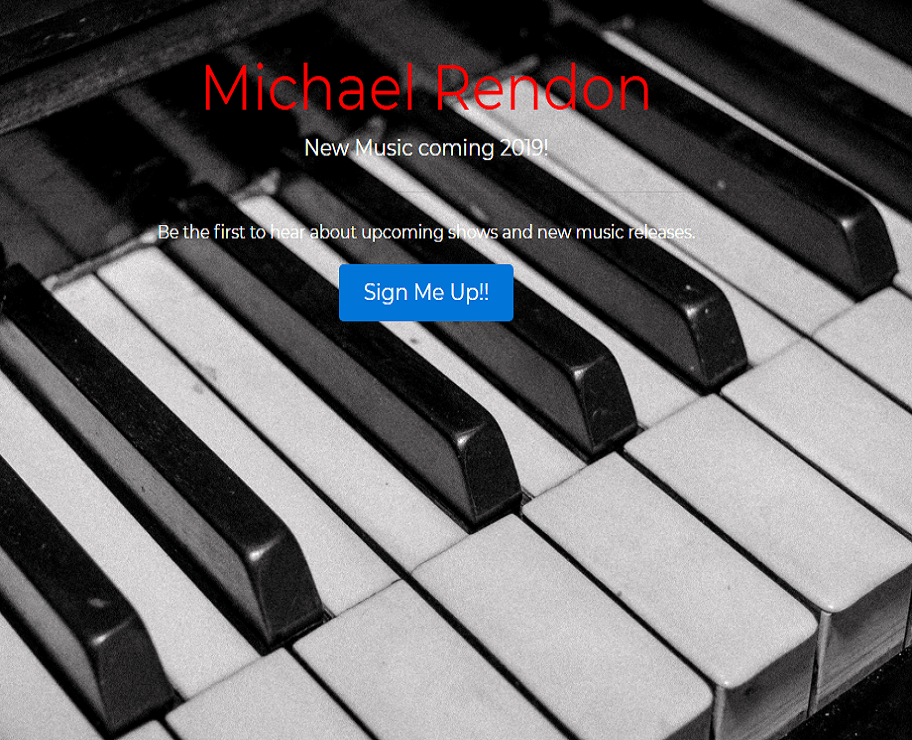 Michael Rendon
New Music coming 2019!
Be the first to hear about upcoming shows and new music releases.
Sign Me Up!!